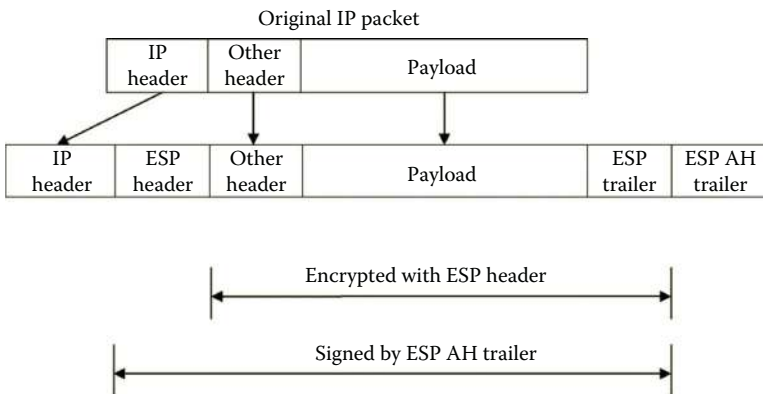 Original IP packet
IP header
Other header
Payload
IP header
ESP header
Other header
Payload
ESP trailer
ESP AH trailer
Encrypted with ESP header
Signed by ESP AH trailer